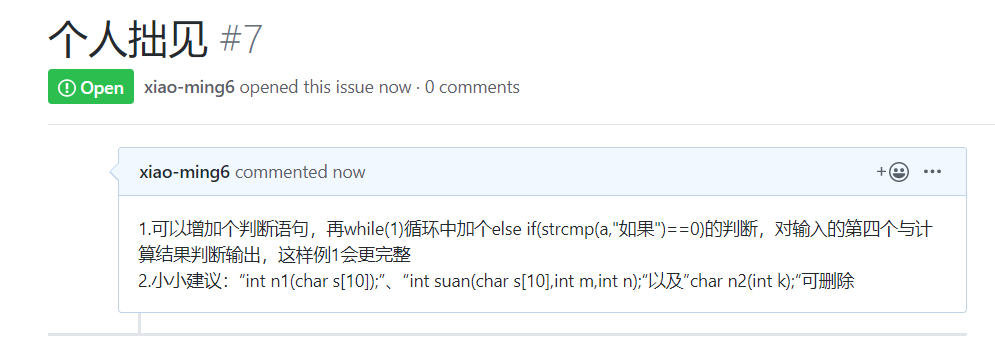 个人拙见 #7
Open xiao-ming6 opened this issue now · 0 comments
xiao-ming6 commented now
1.可以增加个判断语句，再while(1)循环中加个else if(strcmp(a,"如果")==0)的判断，对输入的第四个与计
算结果判断输出，这样例1会更完整
2.小小建议：“int n1(char s[10]);”、“int suan(char s[10],int m,int n);“以及”char n2(int k);“可删除